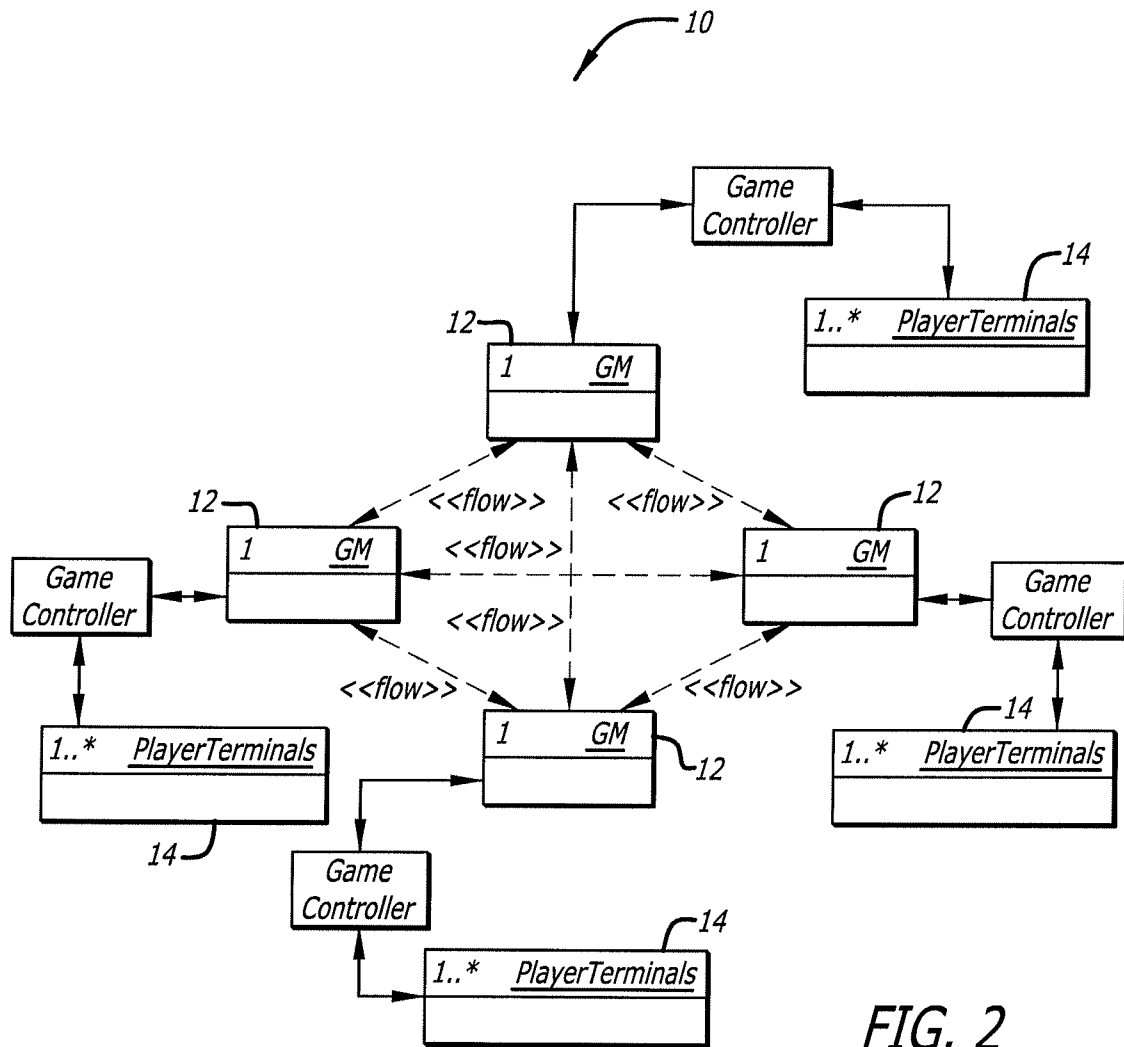 10
Game
Controller
14
1..* PlayerTerminals
12
1 GM
<<flow>> <<flow>>
12
1 GM
12
1 GM
<<flow>>
Game
Controller
Game
Controller
<<flow>>
<<flow>> <<flow>>
1 GM
12
14
1..* PlayerTerminals
1..* PlayerTerminals
14
Game
Controller
14
1..* PlayerTerminals
FIG. 2